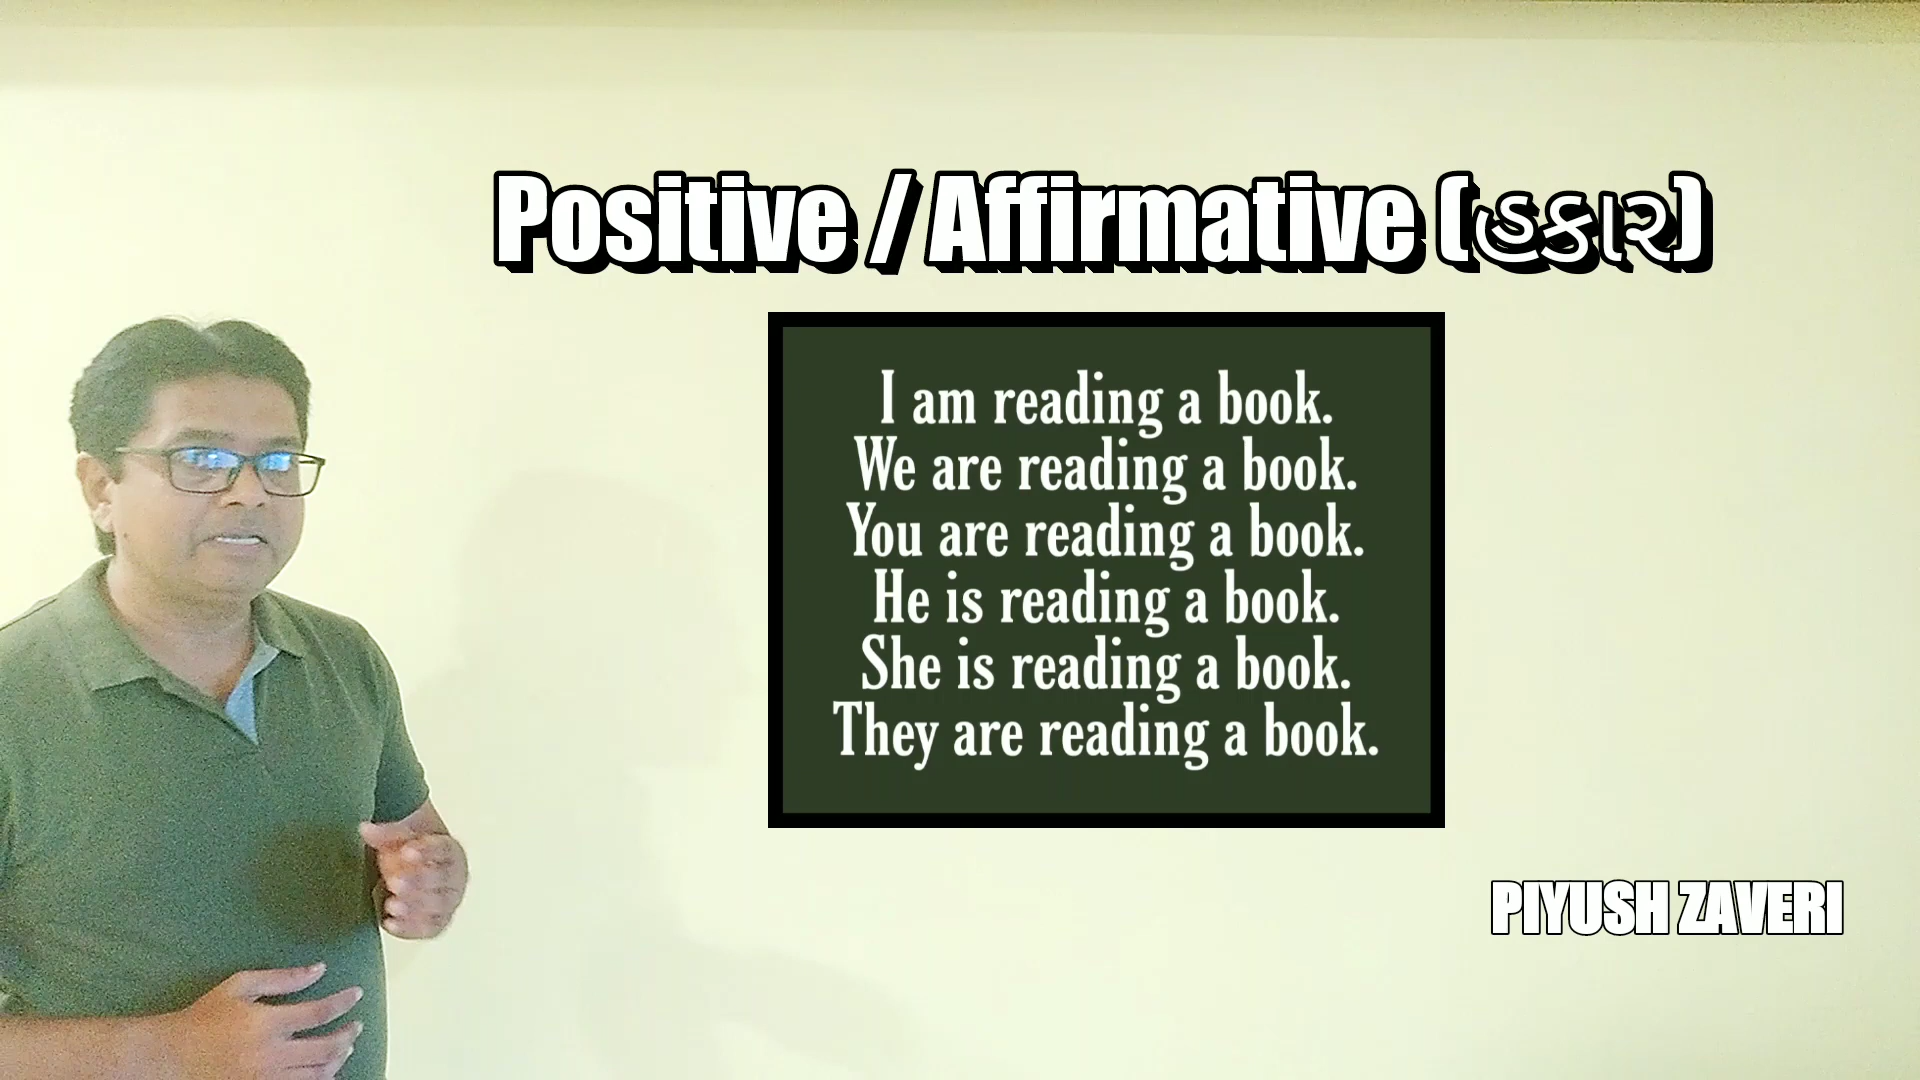 Positive / Affirmative (હકાર)
I am reading a book.
We are reading a book.
You are reading a book.
He is reading a book.
She is reading a book.
They are reading a book.
PIYUSH ZAVERI